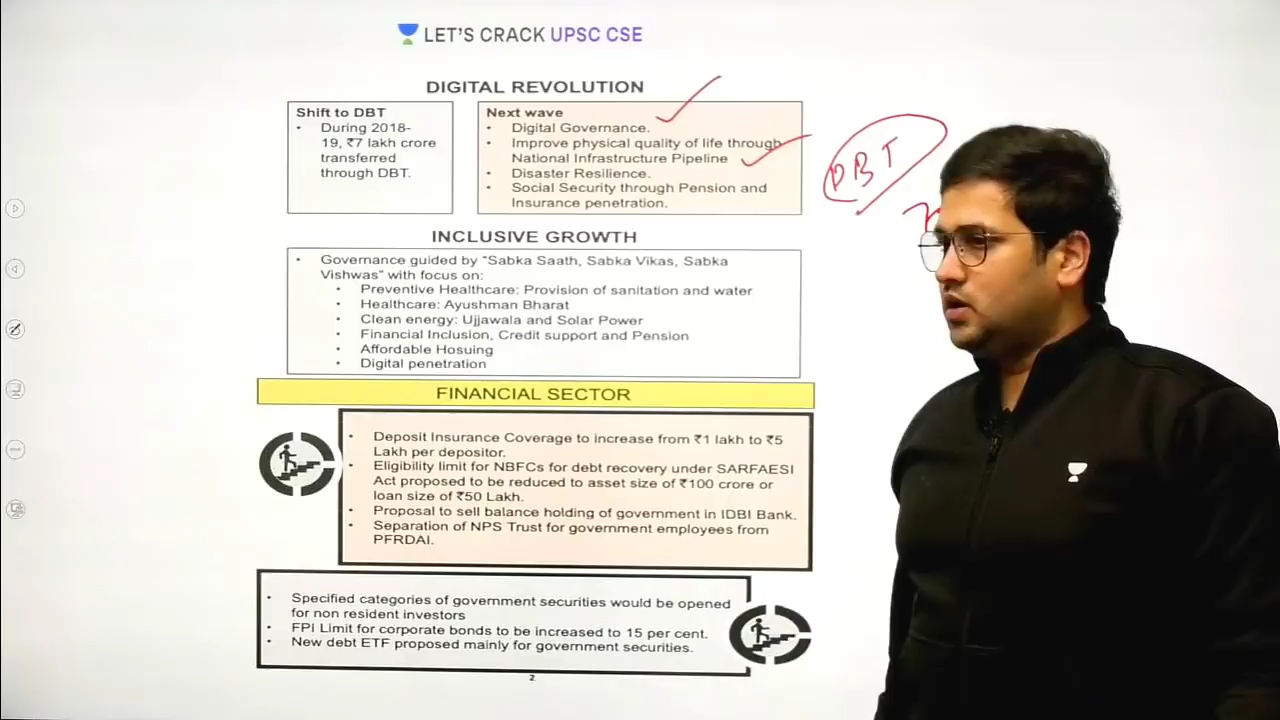 LET'S CRACK UPSC CSE
DIGITAL REVOLUTION
Shift to DBT
• During 2018-
19, ₹7 lakh crore
transferred
through DBT.
Next wave
• Digital Governance.
• Improve physical quality of life through
National Infrastructure Pipeline
• Disaster Resilience.
• Social Security through Pension and
Insurance penetration.
DBT
INCLUSIVE GROWTH
• Governance guided by "Sabka Saath, Sabka Vikas, Sabka
Vishwas" with focus on:
• Preventive Healthcare: Provision of sanitation and water
• Healthcare: Ayushman Bharat
• Clean energy: Ujjawala and Solar Power
• Financial Inclusion, Credit support and Pension
• Affordable Hosuing
• Digital penetration
FINANCIAL SECTOR
• Deposit Insurance Coverage to increase from ₹1 lakh to ₹5
Lakh per depositor.
• Eligibility limit for NBFCs for debt recovery under SARFAESI
Act proposed to be reduced to asset size of ₹100 crore or
loan size of ₹50 Lakh.
• Proposal to sell balance holding of government in IDBI Bank.
• Separation of NPS Trust for government employees from
PFRDAI.
• Specified categories of government securities would be opened
for non resident investors
• FPI Limit for corporate bonds to be increased to 15 per cent.
• New debt ETF proposed mainly for government securities.
2